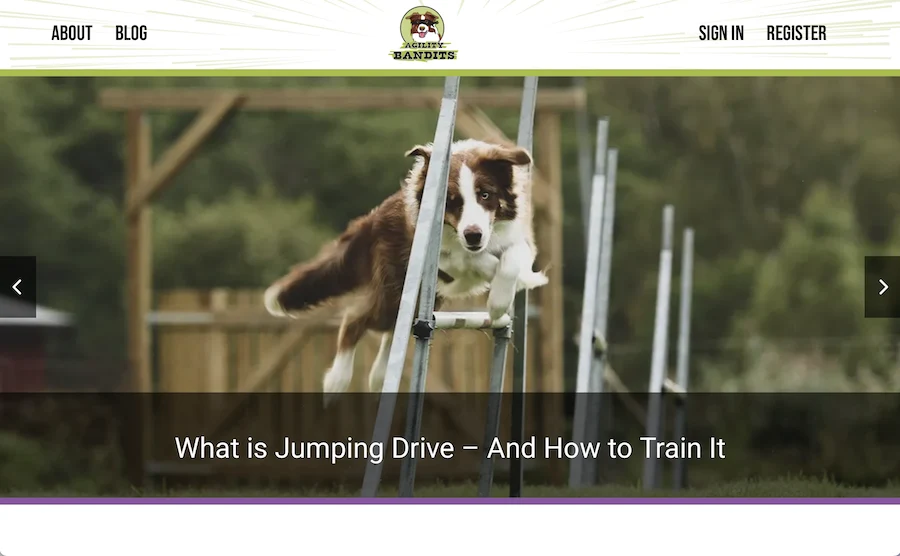 ABOUT
BLOG
AGILITY
BANDITS
SIGN IN
REGISTER
What is Jumping Drive – And How to Train It